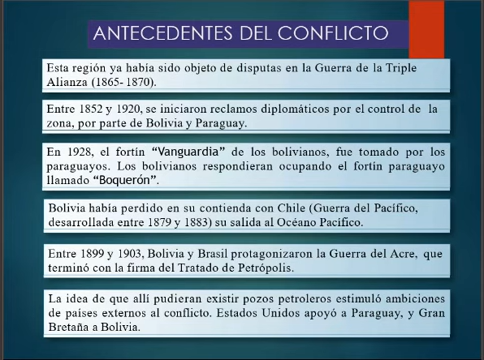 ANTECEDENTES DEL CONFLICTO
Esta región ya había sido objeto de disputas en la Guerra de la Triple
Alianza (1865- 1870).
Entre 1852 y 1920, se iniciaron reclamos diplomáticos por el control de la
zona, por parte de Bolivia y Paraguay.
En 1928, el fortín “Vanguardia” de los bolivianos, fue tomado por los
paraguayos. Los bolivianos respondieran ocupando el fortín paraguayo
llamado “Boquerón”.
Bolivia había perdido en su contienda con Chile (Guerra del Pacífico,
desarrollada entre 1879 y 1883) su salida al Océano Pacífico.
Entre 1899 y 1903, Bolivia y Brasil protagonizaron la Guerra del Acre, que
terminó con la firma del Tratado de Petrópolis.
La idea de que allí pudieran existir pozos petroleros estimuló ambiciones
de países externos al conflicto. Estados Unidos apoyó a Paraguay, y Gran
Bretaña a Bolivia.